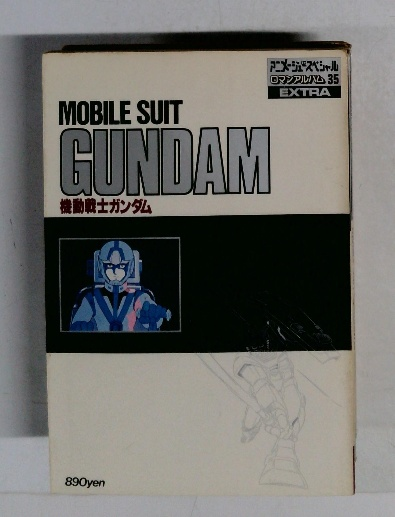 アニメージュスペシャル
ロマンアルバム 35
EXTRA
MOBILE SUIT
GUNDAM
機動戦士ガンダム
890yen